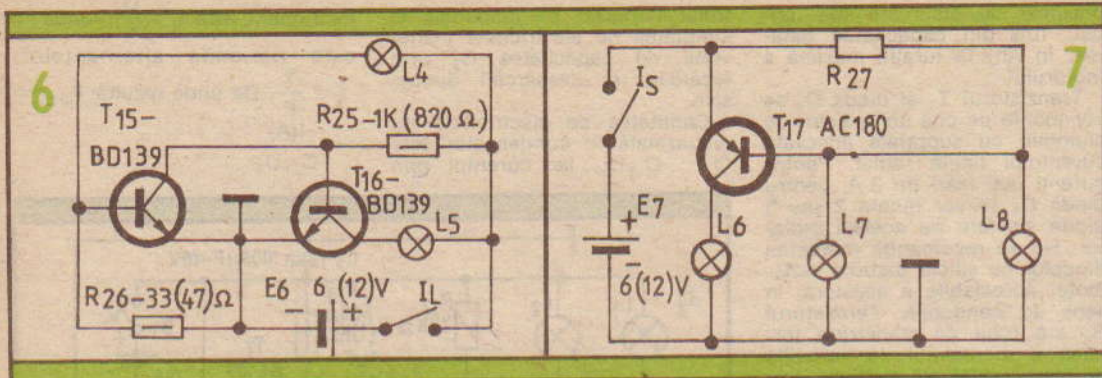 6
L4
T15-
BD139
R25-1K(820Ω)
T16-
BD139
L5
R26-33(47)Ω
E6
6(12)V
- +
IL
7
R27
IS
T17 AC180
E7
+
-
6(12)V
L6
L7
L8